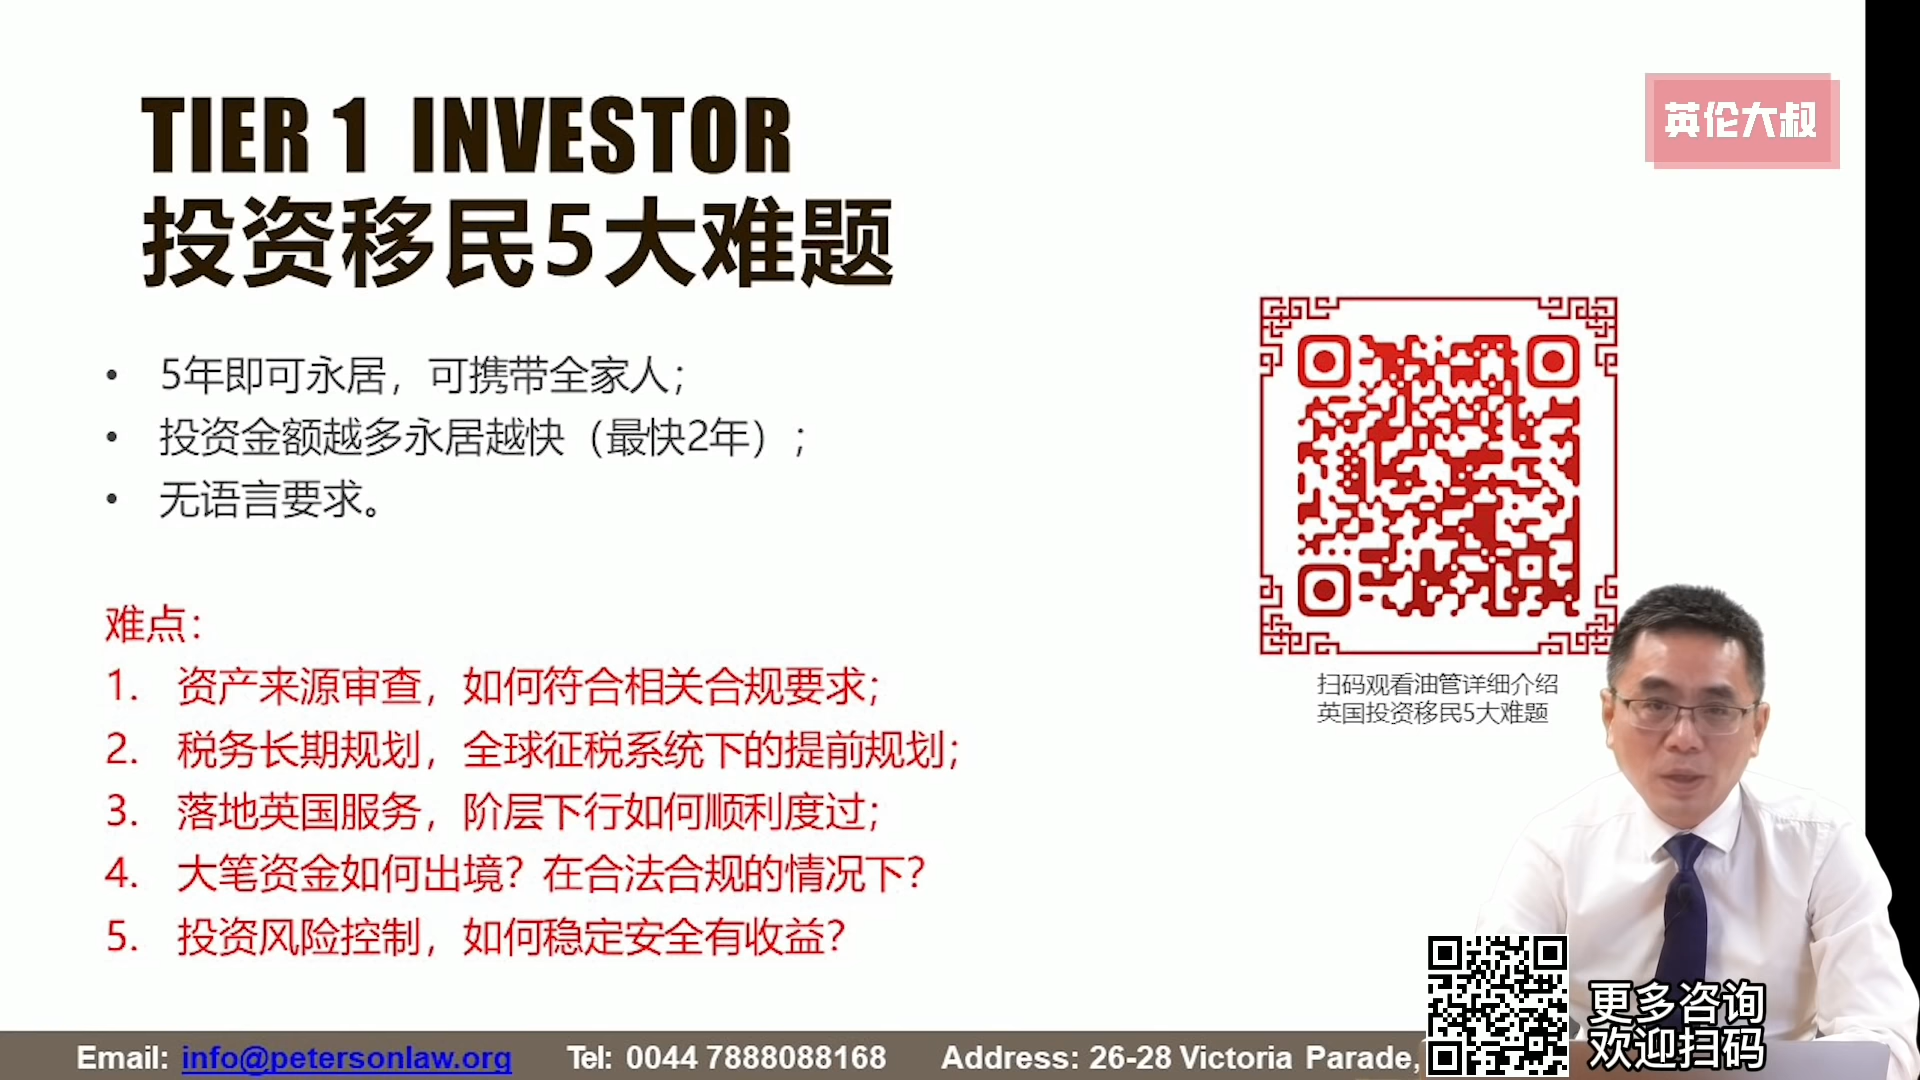 TIER 1 INVESTOR
投资移民5大难题
英伦大叔
• 5年即可永居，可携带全家人；
• 投资金额越多永居越快（最快2年）；
• 无语言要求。
难点：
1. 资产来源审查，如何符合相关合规要求；
2. 税务长期规划，全球征税系统下的提前规划；
3. 落地英国服务，阶层下行如何顺利度过；
4. 大笔资金如何出境？在合法合规的情况下？
5. 投资风险控制，如何稳定安全有收益？
扫码观看油管详细介绍
英国投资移民5大难题
更多咨询
欢迎扫码
Email: info@petersonlaw.org Tel: 0044 7888088168 Address: 26-28 Victoria Parade,